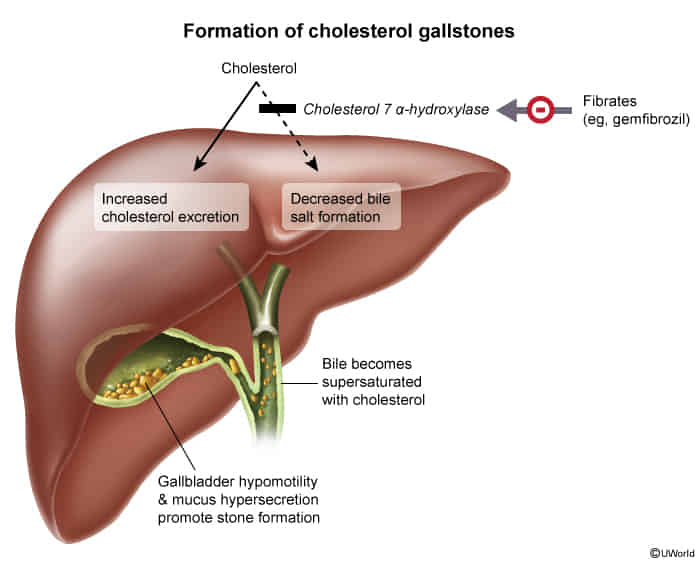 Formation of cholesterol gallstones
Cholesterol
Cholesterol 7 α-hydroxylase
Fibrates
(eg, gemfibrozil)
Increased
cholesterol excretion
Decreased bile
salt formation
Bile becomes
supersaturated
with cholesterol
Gallbladder hypomotility
& mucus hypersecretion
promote stone formation
©UWorld